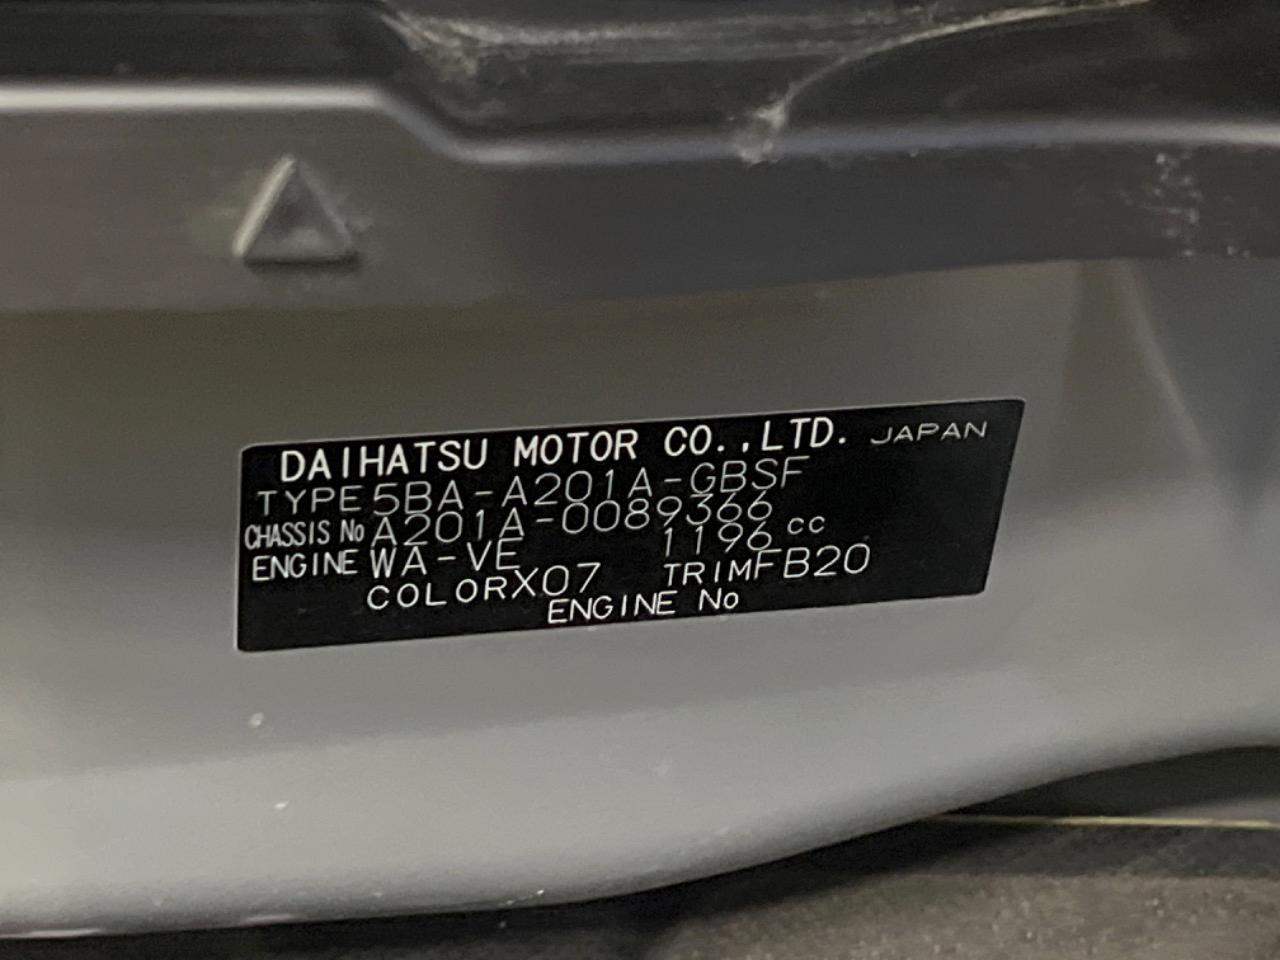 DAIHATSU MOTOR CO.,LTD. JAPAN
TYPE 5BA-A201A-GBSF
CHASSIS No A201A-0089366
ENGINE WA-VE 1196 cc
COLOR X07 TRIM FB20
ENGINE No